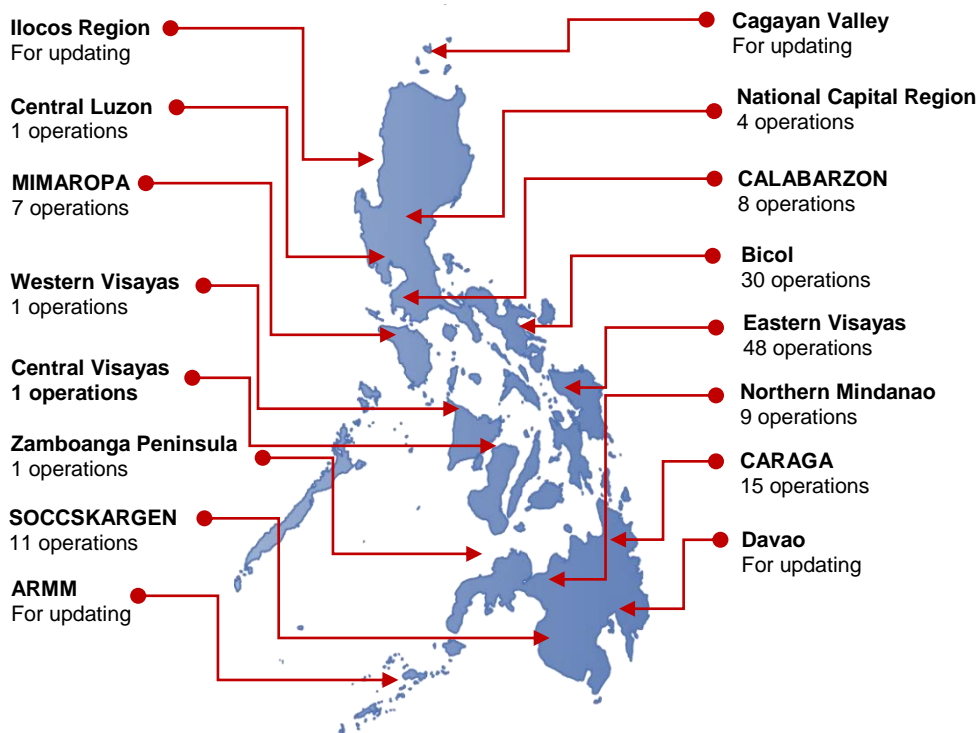 Ilocos Region
For updating
Central Luzon
1 operations
MIMAROPA
7 operations
Western Visayas
1 operations
Central Visayas
1 operations
Zamboanga Peninsula
1 operations
SOCCSKARGEN
11 operations
ARMM
For updating
Cagayan Valley
For updating
National Capital Region
4 operations
CALABARZON
8 operations
Bicol
30 operations
Eastern Visayas
48 operations
Northern Mindanao
9 operations
CARAGA
15 operations
Davao
For updating